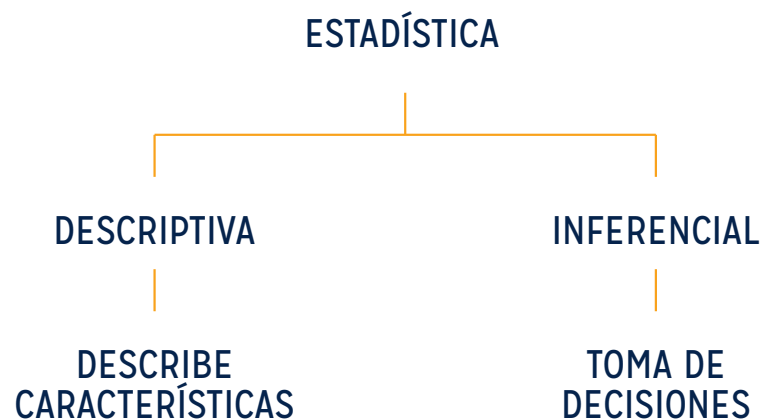 ESTADÍSTICA
DESCRIPTIVA
INFERENCIAL
DESCRIBE
CARACTERÍSTICAS
TOMA DE
DECISIONES